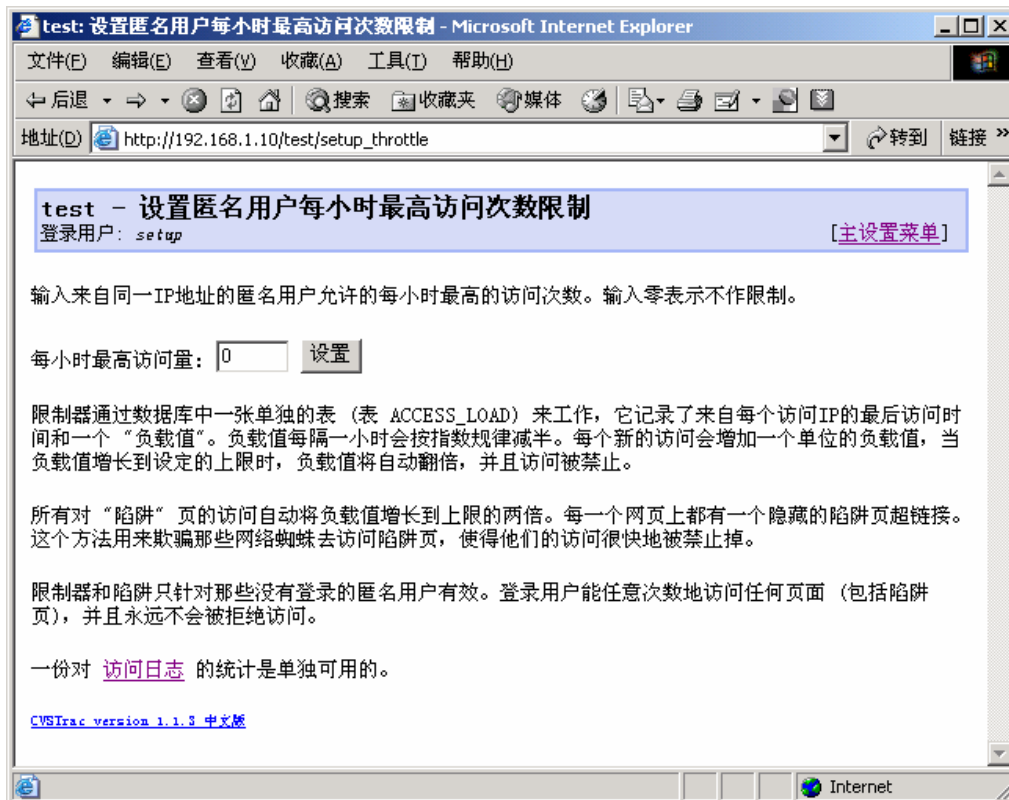 test: 设置匿名用户每小时最高访问次数限制 - Microsoft Internet Explorer
文件(F) 编辑(E) 查看(V) 收藏(A) 工具(T) 帮助(H)
后退 搜索 收藏夹 媒体
地址(D) http://192.168.1.10/test/setup_throttle 转到 链接 »
test - 设置匿名用户每小时最高访问次数限制
登录用户: setup [主设置菜单]
输入来自同一IP地址的匿名用户允许的每小时最高的访问次数。输入零表示不作限制。
每小时最高访问量: 0 设置
限制器通过数据库中一张单独的表 (表 ACCESS_LOAD) 来工作，它记录了来自每个访问IP的最后访问时
间和一个 “负载值”。负载值每隔一小时会按指数规律减半。每个新的访问会增加一个单位的负载值，当
负载值增长到设定的上限时，负载值将自动翻倍，并且访问被禁止。
所有对 “陷阱” 页的访问自动将负载值增长到上限的两倍。每一个网页上都有一个隐藏的陷阱页超链接。
这个方法用来欺骗那些网络蜘蛛去访问陷阱页，使得他们的访问很快地被禁止掉。
限制器和陷阱只针对那些没有登录的匿名用户有效。登录用户能任意次数地访问任何页面 (包括陷阱
页)，并且永远不会被拒绝访问。
一份对 访问日志 的统计是单独可用的。
CVSTrac version 1.1.3 中文版
Internet